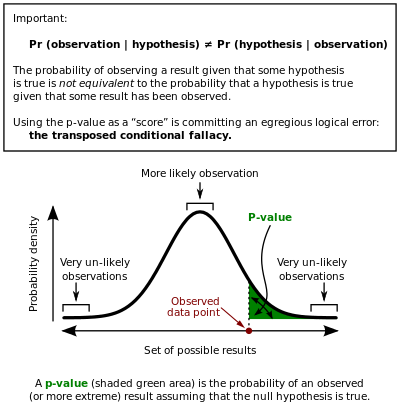 Important:
Pr (observation | hypothesis) ≠ Pr (hypothesis | observation)
The probability of observing a result given that some hypothesis
is true is not equivalent to the probability that a hypothesis is true
given that some result has been observed.
Using the p-value as a “score” is committing an egregious logical error:
the transposed conditional fallacy.
More likely observation
P-value
Very un-likely
observations
Very un-likely
observations
Probability density
Observed
data point
Set of possible results
A p-value (shaded green area) is the probability of an observed
(or more extreme) result assuming that the null hypothesis is true.